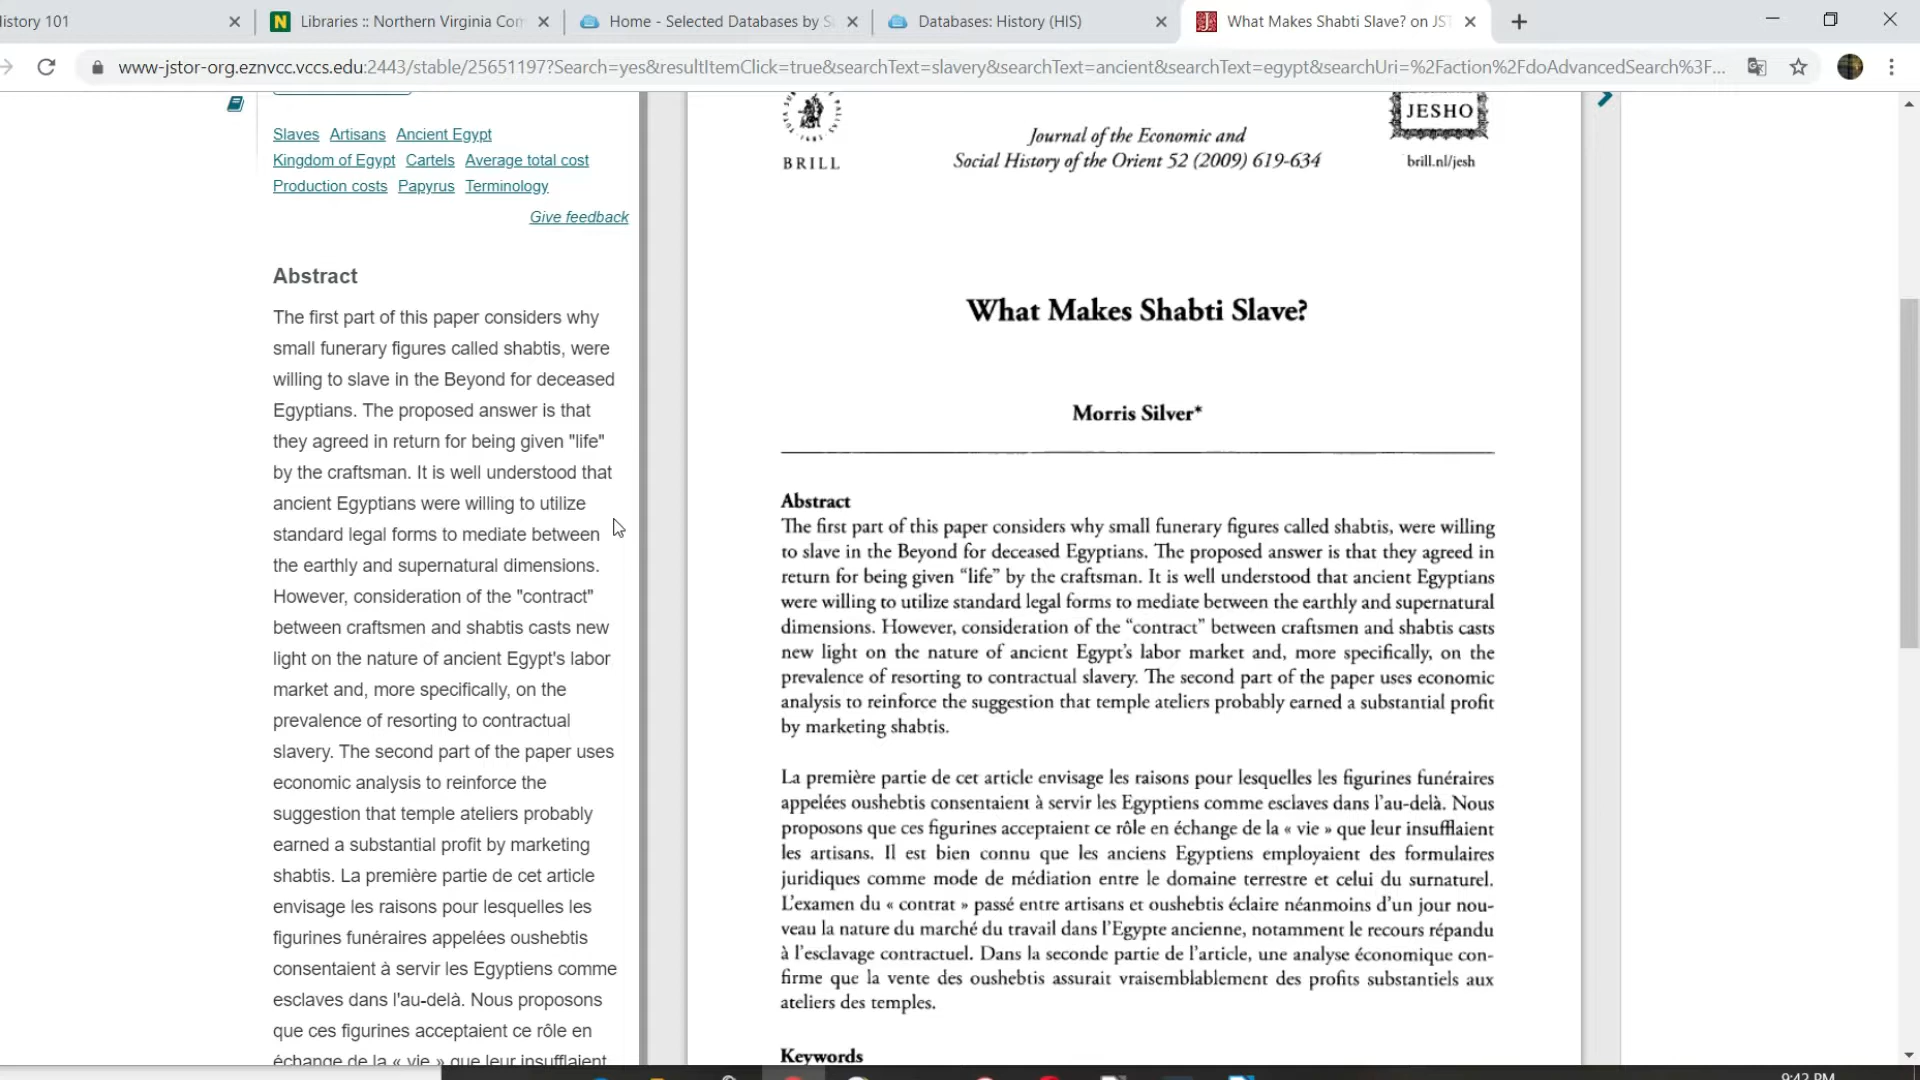 istory 101
Libraries :: Northern Virginia Com
Home - Selected Databases by S
Databases: History (HIS)
What Makes Shabti Slave? on JST
www-jstor-org.eznvcc.vccs.edu:2443/stable/25651197?Search=yes&resultItemClick=true&searchText=slavery&searchText=ancient&searchText=egypt&searchUri=%2Faction%2FdoAdvancedSearch%3F...
Slaves Artisans Ancient Egypt
Kingdom of Egypt Cartels Average total cost
Production costs Papyrus Terminology
Give feedback
Abstract
The first part of this paper considers why
small funerary figures called shabtis, were
willing to slave in the Beyond for deceased
Egyptians. The proposed answer is that
they agreed in return for being given "life"
by the craftsman. It is well understood that
ancient Egyptians were willing to utilize
standard legal forms to mediate between
the earthly and supernatural dimensions.
However, consideration of the "contract"
between craftsmen and shabtis casts new
light on the nature of ancient Egypt's labor
market and, more specifically, on the
prevalence of resorting to contractual
slavery. The second part of the paper uses
economic analysis to reinforce the
suggestion that temple ateliers probably
earned a substantial profit by marketing
shabtis. La première partie de cet article
envisage les raisons pour lesquelles les
figurines funéraires appelées oushebtis
consentaient à servir les Egyptiens comme
esclaves dans l'au-delà. Nous proposons
que ces figurines acceptaient ce rôle en
échange de la « vie » que leur insufflaient
BRILL
Journal of the Economic and
Social History of the Orient 52 (2009) 619-634
JESHO
brill.nl/jesh
What Makes Shabti Slave?
Morris Silver*
Abstract
The first part of this paper considers why small funerary figures called shabtis, were willing
to slave in the Beyond for deceased Egyptians. The proposed answer is that they agreed in
return for being given “life” by the craftsman. It is well understood that ancient Egyptians
were willing to utilize standard legal forms to mediate between the earthly and supernatural
dimensions. However, consideration of the “contract” between craftsmen and shabtis casts
new light on the nature of ancient Egypt’s labor market and, more specifically, on the
prevalence of resorting to contractual slavery. The second part of the paper uses economic
analysis to reinforce the suggestion that temple ateliers probably earned a substantial profit
by marketing shabtis.
La première partie de cet article envisage les raisons pour lesquelles les figurines funéraires
appelées oushebtis consentaient à servir les Egyptiens comme esclaves dans l’au-delà. Nous
proposons que ces figurines acceptaient ce rôle en échange de la « vie » que leur insufflaient
les artisans. Il est bien connu que les anciens Egyptiens employaient des formulaires
juridiques comme mode de médiation entre le domaine terrestre et celui du surnaturel.
L’examen du « contrat » passé entre artisans et oushebtis éclaire néanmoins d’un jour nou-
veau la nature du marché du travail dans l’Egypte ancienne, notamment le recours répandu
à l’esclavage contractuel. Dans la seconde partie de l’article, une analyse économique con-
firme que la vente des oushebtis assurait vraisemblablement des profits substantiels aux
ateliers des temples.
Keywords
9:42 PM